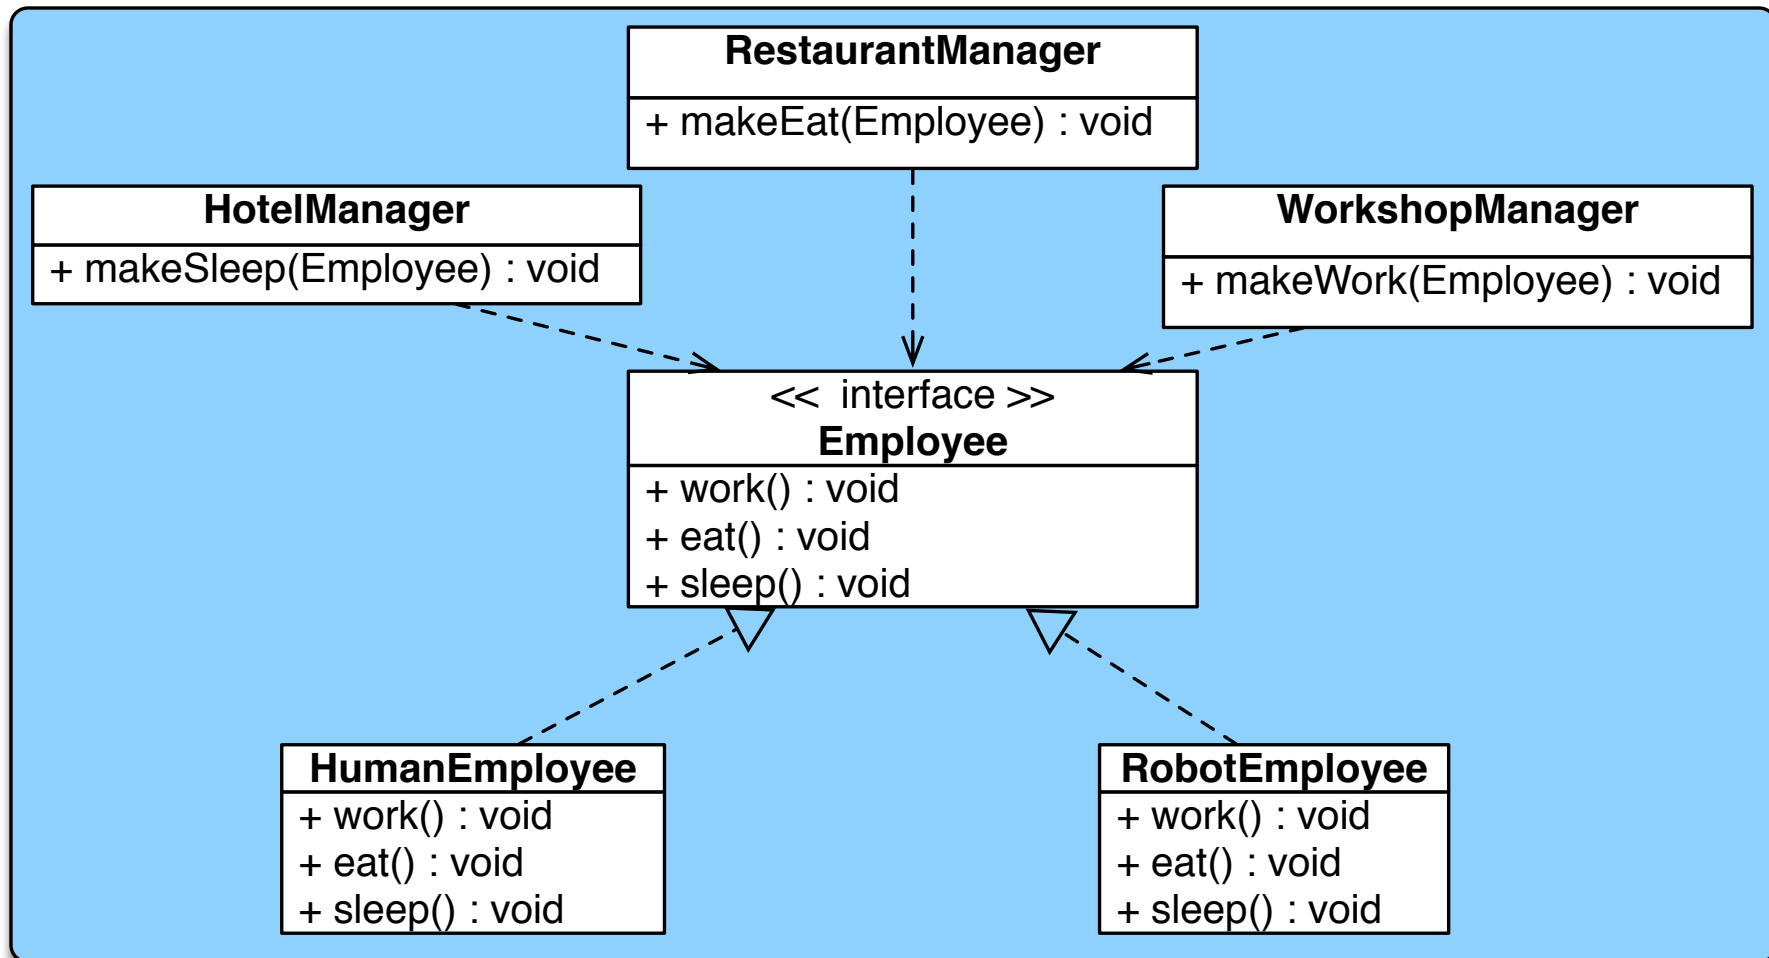 RestaurantManager
+ makeEat(Employee) : void
HotelManager
+ makeSleep(Employee) : void
WorkshopManager
+ makeWork(Employee) : void
<< interface >>
Employee
+ work() : void
+ eat() : void
+ sleep() : void
HumanEmployee
+ work() : void
+ eat() : void
+ sleep() : void
RobotEmployee
+ work() : void
+ eat() : void
+ sleep() : void